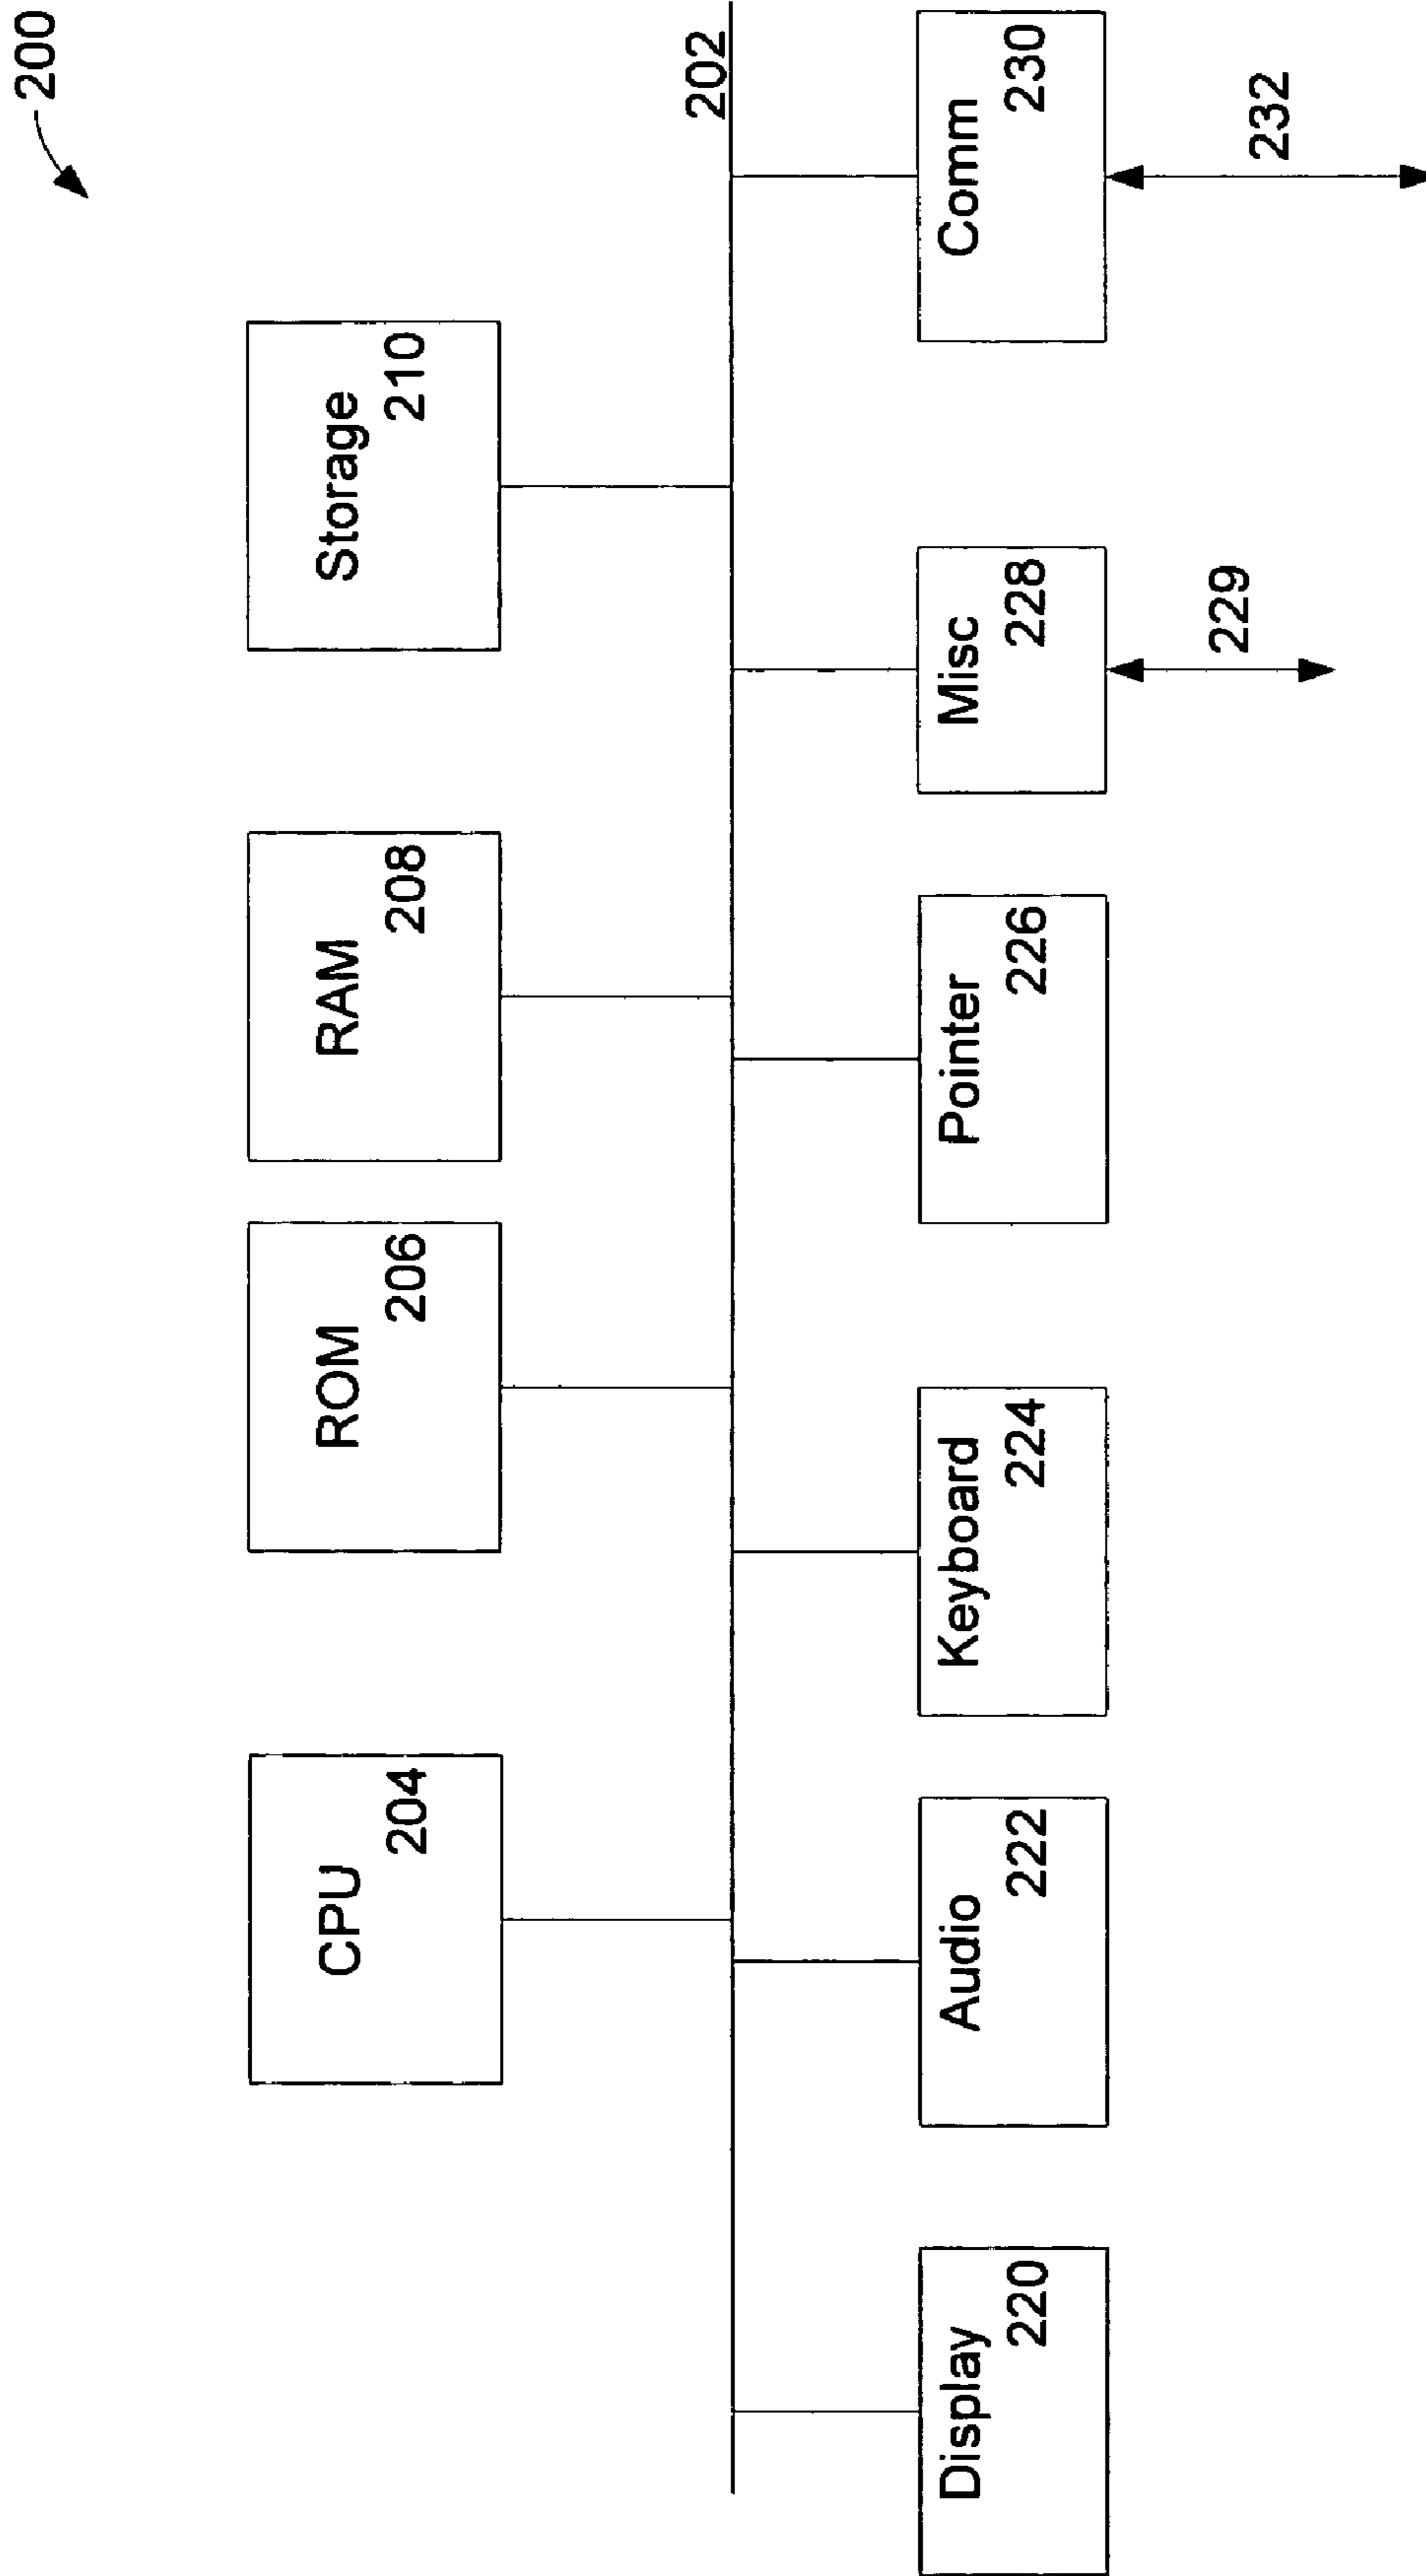 200
CPU
204
ROM
206
RAM
208
Storage
210
202
Display
220
Audio
222
Keyboard
224
Pointer
226
Misc
228
Comm
230
229
232